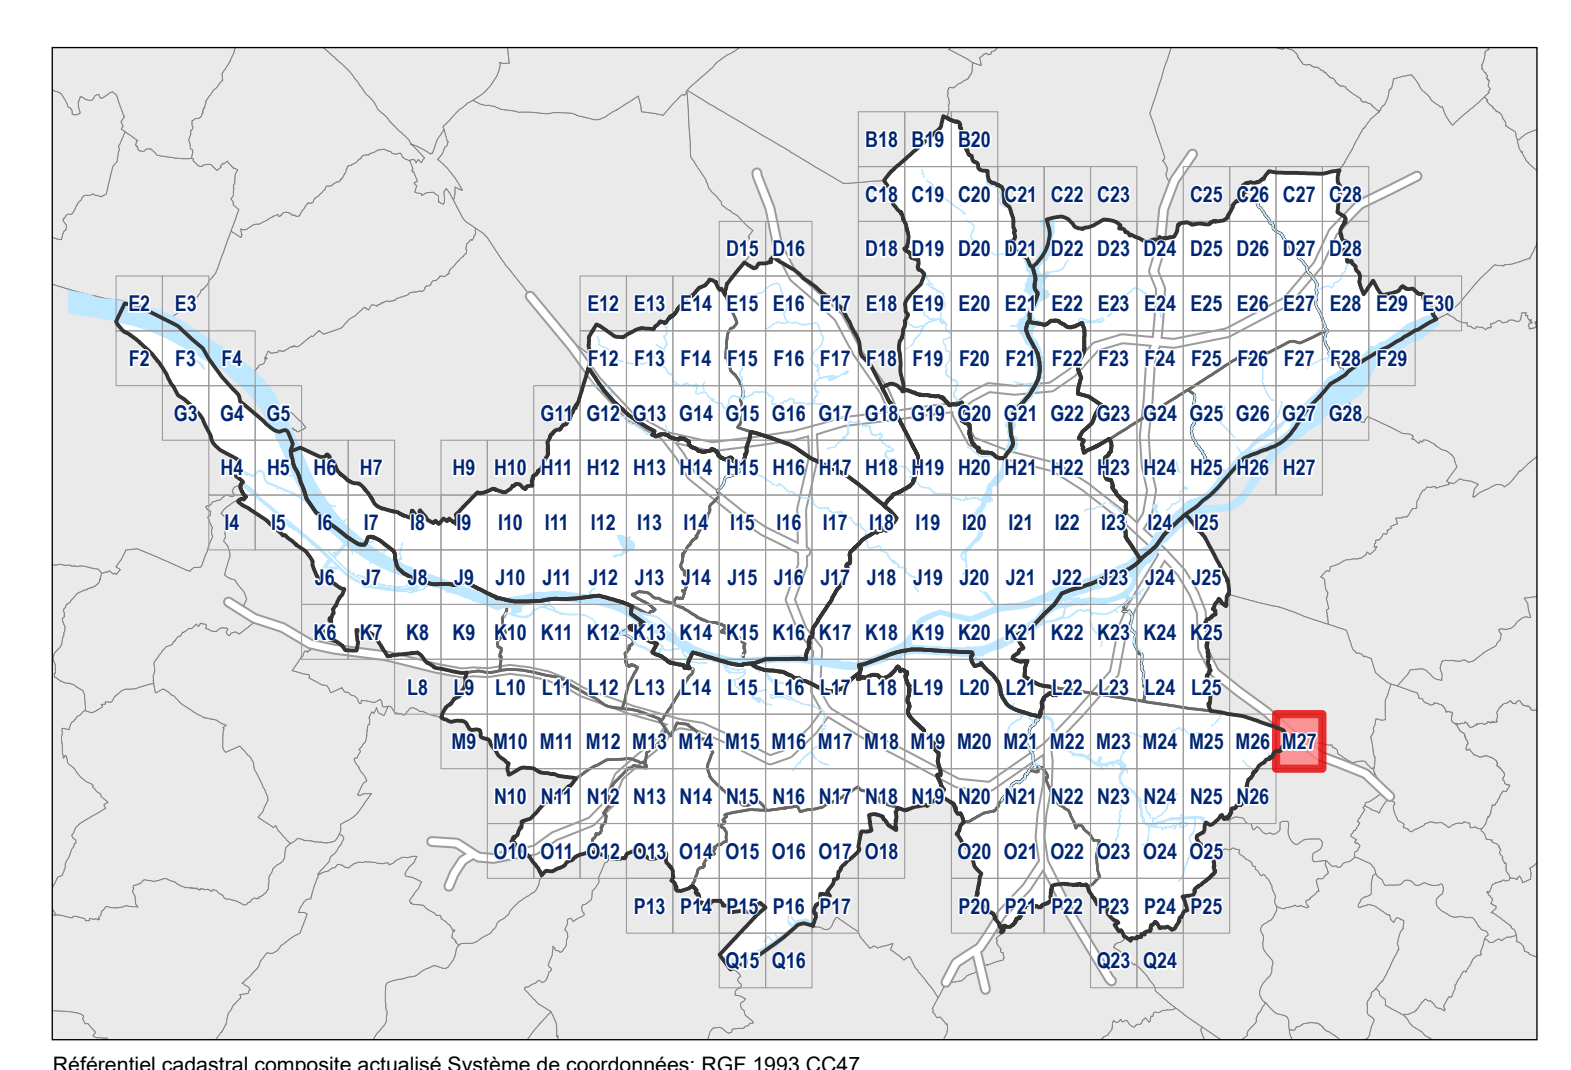 B18 B19 B20
C18 C19 C20 C21 C22 C23 C25 C26 C27 C28
D15 D16 D18 D19 D20 D21 D22 D23 D24 D25 D26 D27 D28
E2 E3 E12 E13 E14 E15 E16 E17 E18 E19 E20 E21 E22 E23 E24 E25 E26 E27 E28 E29 E30
F2 F3 F4 F12 F13 F14 F15 F16 F17 F18 F19 F20 F21 F22 F23 F24 F25 F26 F27 F28 F29
G3 G4 G5 G11 G12 G13 G14 G15 G16 G17 G18 G19 G20 G21 G22 G23 G24 G25 G26 G27 G28
H4 H5 H6 H7 H9 H10 H11 H12 H13 H14 H15 H16 H17 H18 H19 H20 H21 H22 H23 H24 H25 H26 H27
I4 I5 I6 I7 I8 I9 I10 I11 I12 I13 I14 I15 I16 I17 I18 I19 I20 I21 I22 I23 I24 I25
J6 J7 J8 J9 J10 J11 J12 J13 J14 J15 J16 J17 J18 J19 J20 J21 J22 J23 J24 J25
K6 K7 K8 K9 K10 K11 K12 K13 K14 K15 K16 K17 K18 K19 K20 K21 K22 K23 K24 K25
L8 L9 L10 L11 L12 L13 L14 L15 L16 L17 L18 L19 L20 L21 L22 L23 L24 L25
M9 M10 M11 M12 M13 M14 M15 M16 M17 M18 M19 M20 M21 M22 M23 M24 M25 M26 M27
N10 N11 N12 N13 N14 N15 N16 N17 N18 N19 N20 N21 N22 N23 N24 N25 N26
O10 O11 O12 O13 O14 O15 O16 O17 O18 O20 O21 O22 O23 O24 O25
P13 P14 P15 P16 P17 P20 P21 P22 P23 P24 P25
Q15 Q16 Q23 Q24
Référentiel cadastral composite actualisé Système de coordonnées: RGF 1993 CC47